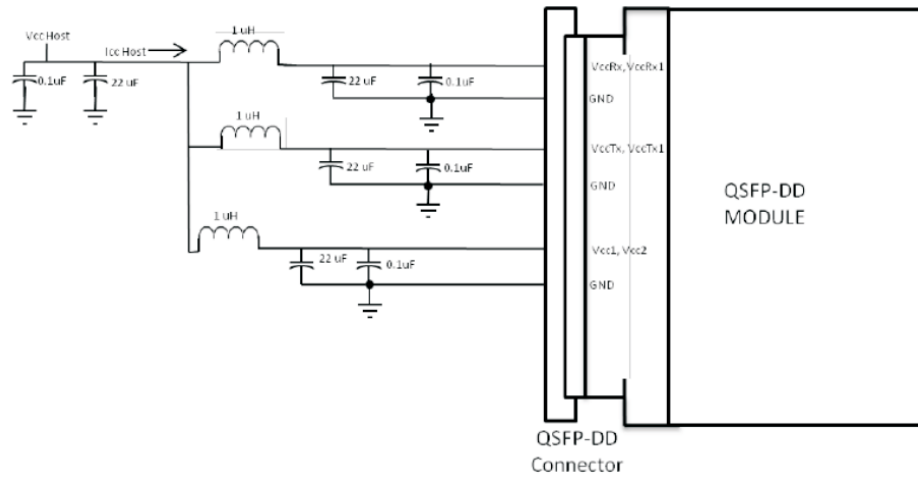 1 uH
Vcc Host
Icc Host
0.1uF
22 uF
22 uF
0.1uF
VccRx, VccRx1
GND
1 uH
22 uF
0.1uF
VccTx, VccTx1
GND
QSFP-DD
MODULE
1 uH
22 uF
0.1uF
Vcc1, Vcc2
GND
QSFP-DD
Connector